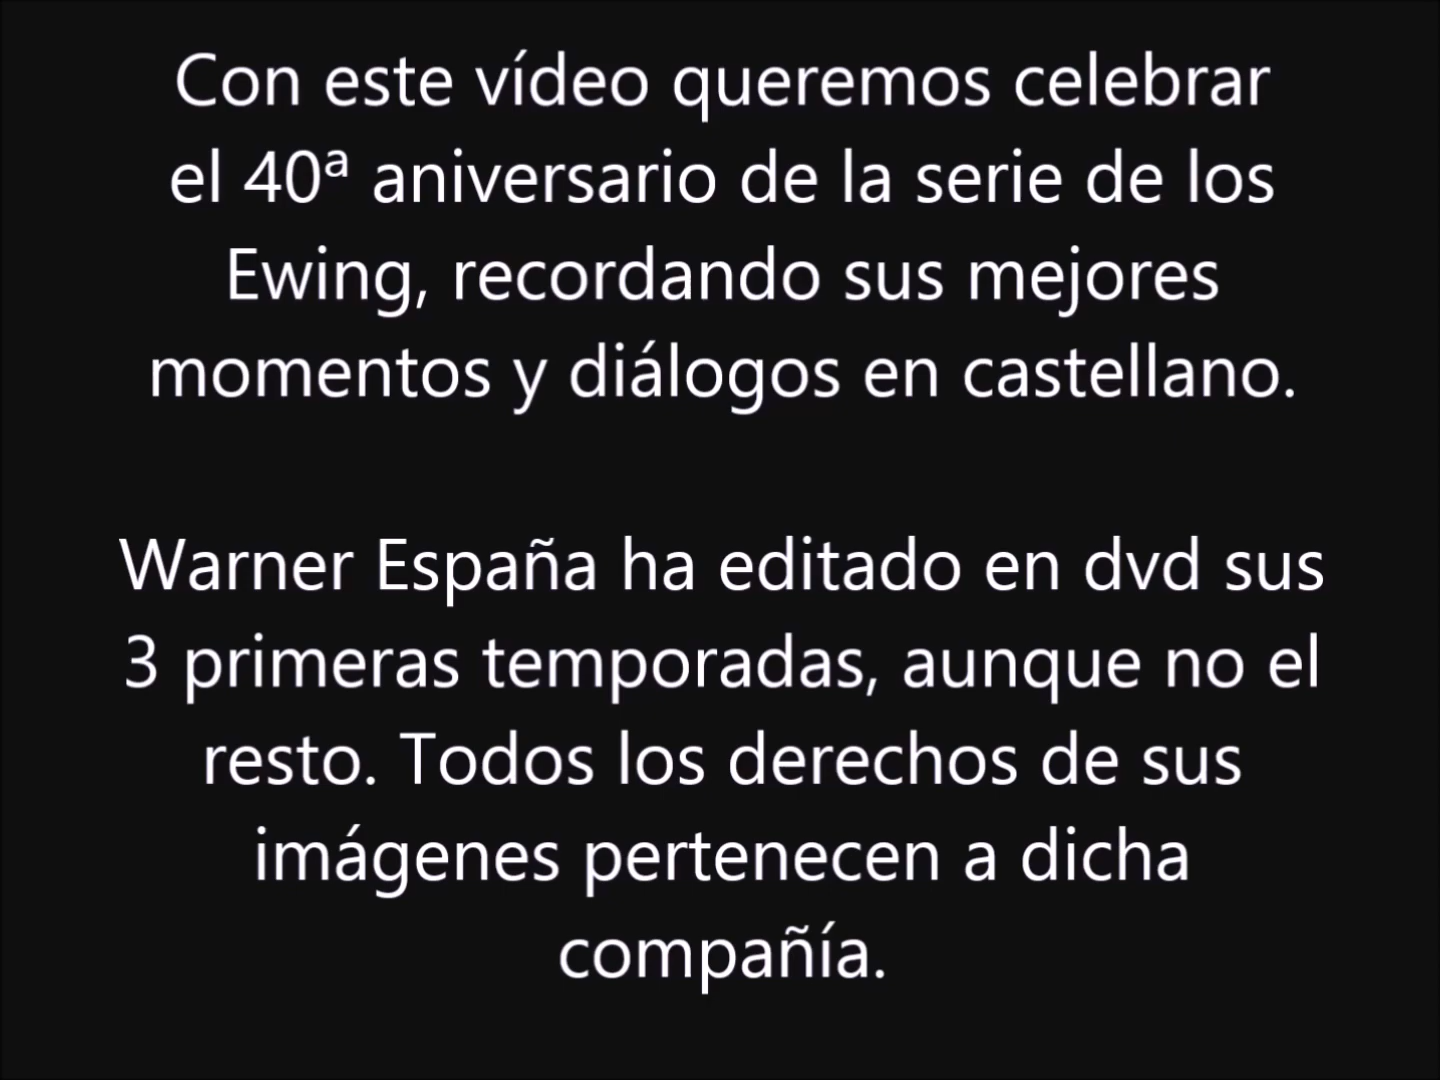 Con este vídeo queremos celebrar
el 40ª aniversario de la serie de los
Ewing, recordando sus mejores
momentos y diálogos en castellano.
Warner España ha editado en dvd sus
3 primeras temporadas, aunque no el
resto. Todos los derechos de sus
imágenes pertenecen a dicha
compañía.